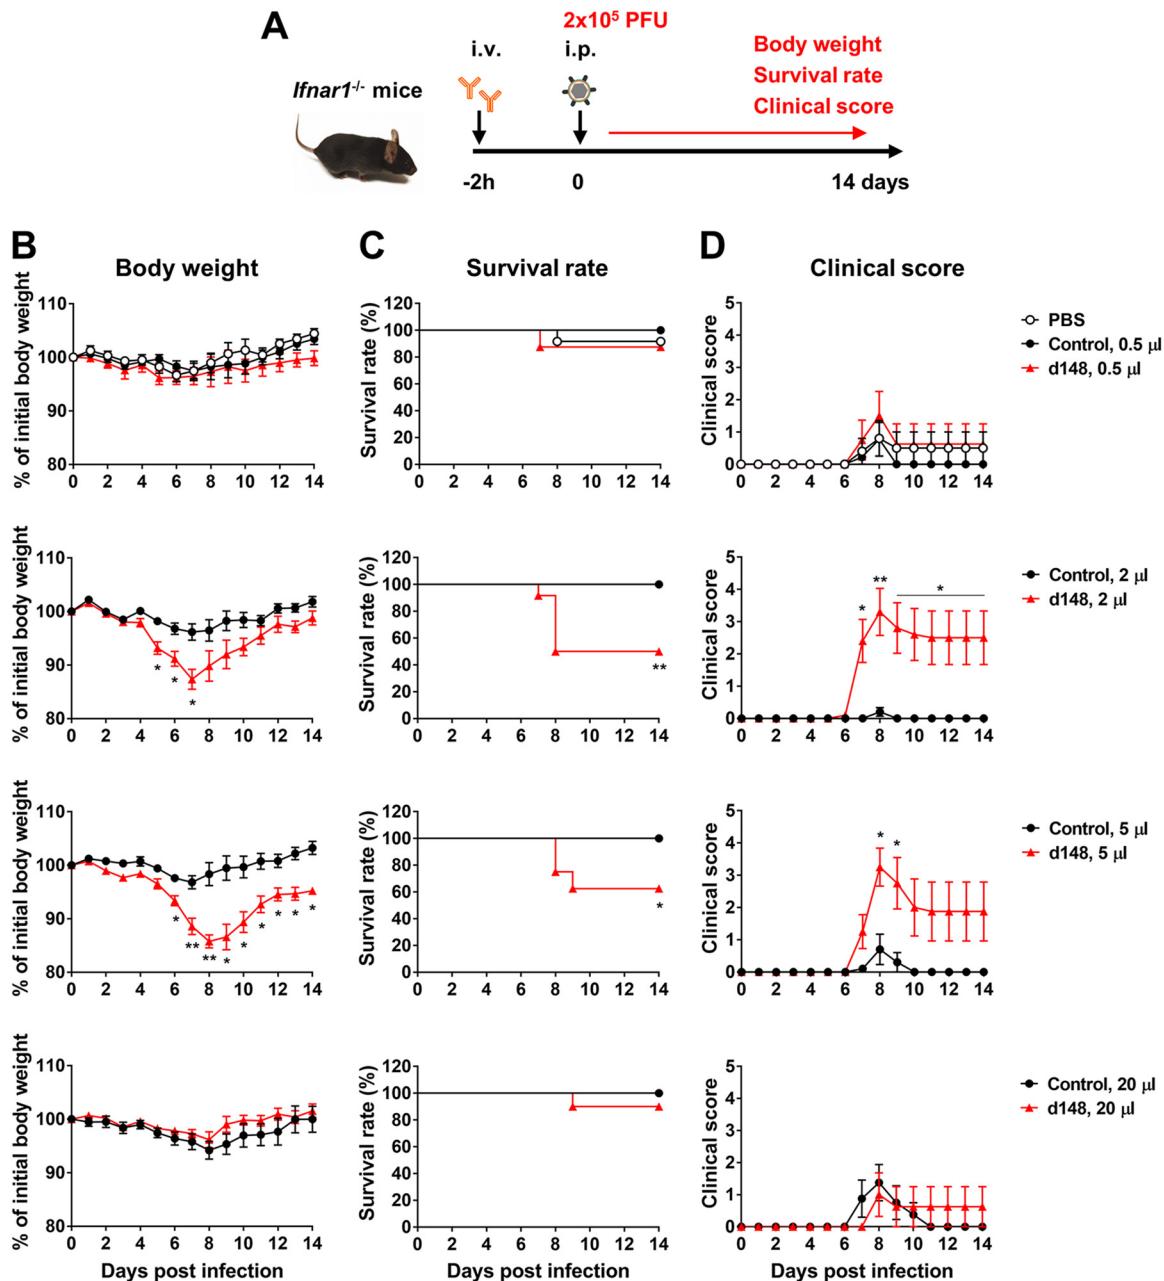 A
2x10⁵ PFU
i.v.
i.p.
Body weight
Survival rate
Clinical score
Ifnar1⁻/⁻ mice
-2h
0
14 days
B
Body weight
% of initial body weight
110
100
90
80
0 2 4 6 8 10 12 14
C
Survival rate
Survival rate (%)
120
100
80
60
40
20
0
0 2 4 6 8 10 12 14
D
Clinical score
Clinical score
5
4
3
2
1
0
0 2 4 6 8 10 12 14
PBS
Control, 0.5 µl
d148, 0.5 µl
% of initial body weight
110
100
90
80
* * *
0 2 4 6 8 10 12 14
Survival rate (%)
120
100
80
60
40
20
0
**
0 2 4 6 8 10 12 14
Clinical score
5
4
3
2
1
0
* ** *
0 2 4 6 8 10 12 14
Control, 2 µl
d148, 2 µl
% of initial body weight
110
100
90
80
* ** ** * * * * * *
0 2 4 6 8 10 12 14
Survival rate (%)
120
100
80
60
40
20
0
*
0 2 4 6 8 10 12 14
Clinical score
5
4
3
2
1
0
* *
0 2 4 6 8 10 12 14
Control, 5 µl
d148, 5 µl
% of initial body weight
110
100
90
80
0 2 4 6 8 10 12 14
Days post infection
Survival rate (%)
120
100
80
60
40
20
0
0 2 4 6 8 10 12 14
Days post infection
Clinical score
5
4
3
2
1
0
0 2 4 6 8 10 12 14
Days post infection
Control, 20 µl
d148, 20 µl